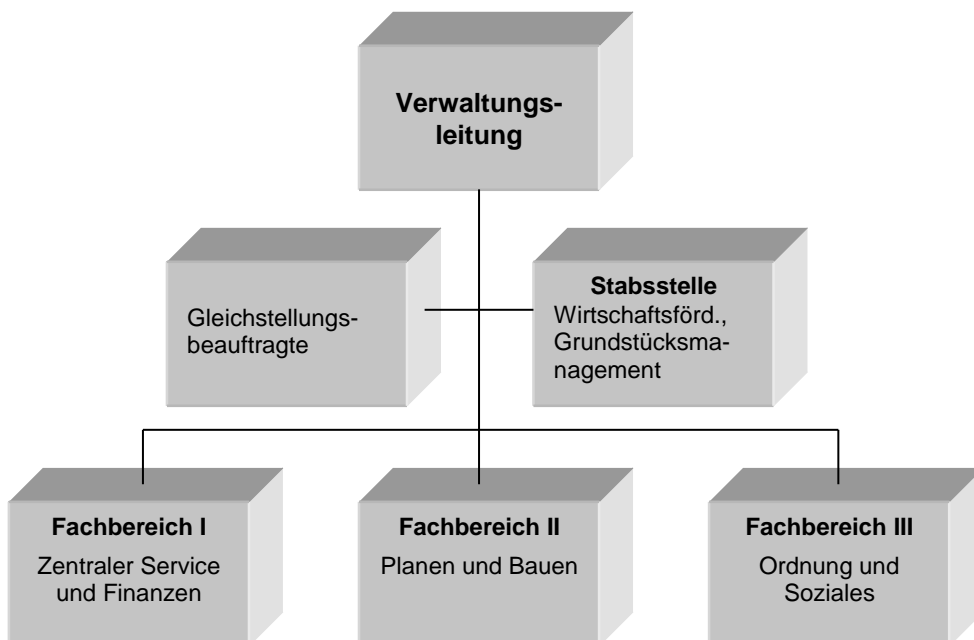 Verwaltungs-
leitung
Gleichstellungs-
beauftragte
Stabsstelle
Wirtschaftsförd.,
Grundstücksma-
nagement
Fachbereich I
Zentraler Service
und Finanzen
Fachbereich II
Planen und Bauen
Fachbereich III
Ordnung und
Soziales